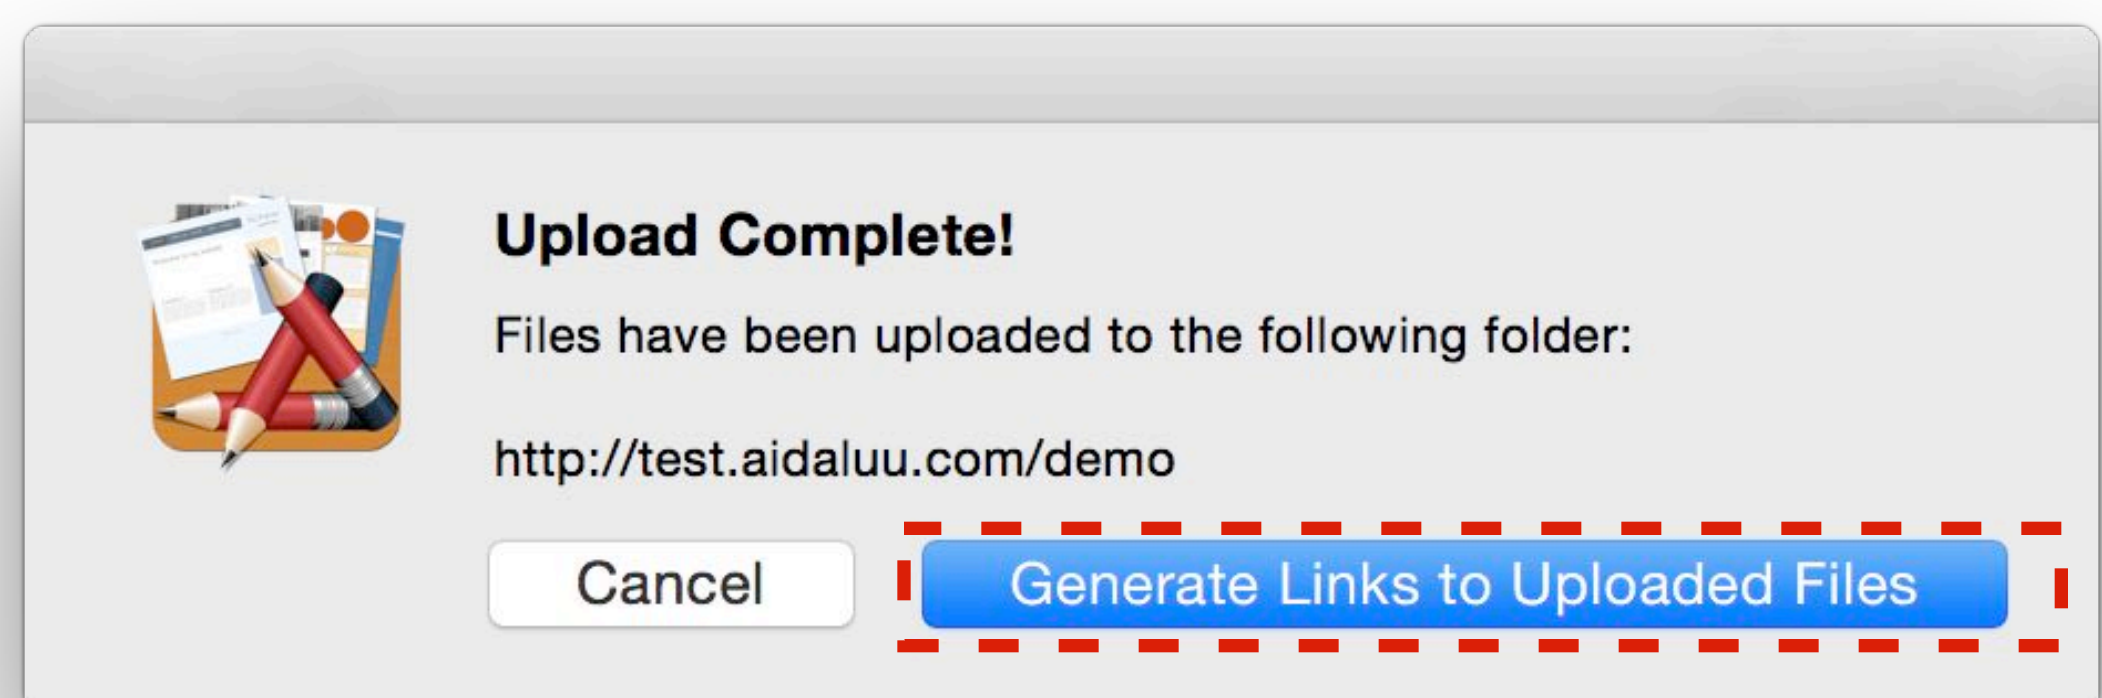 Upload Complete!
Files have been uploaded to the following folder:
http://test.aidaluu.com/demo
Cancel
Generate Links to Uploaded Files